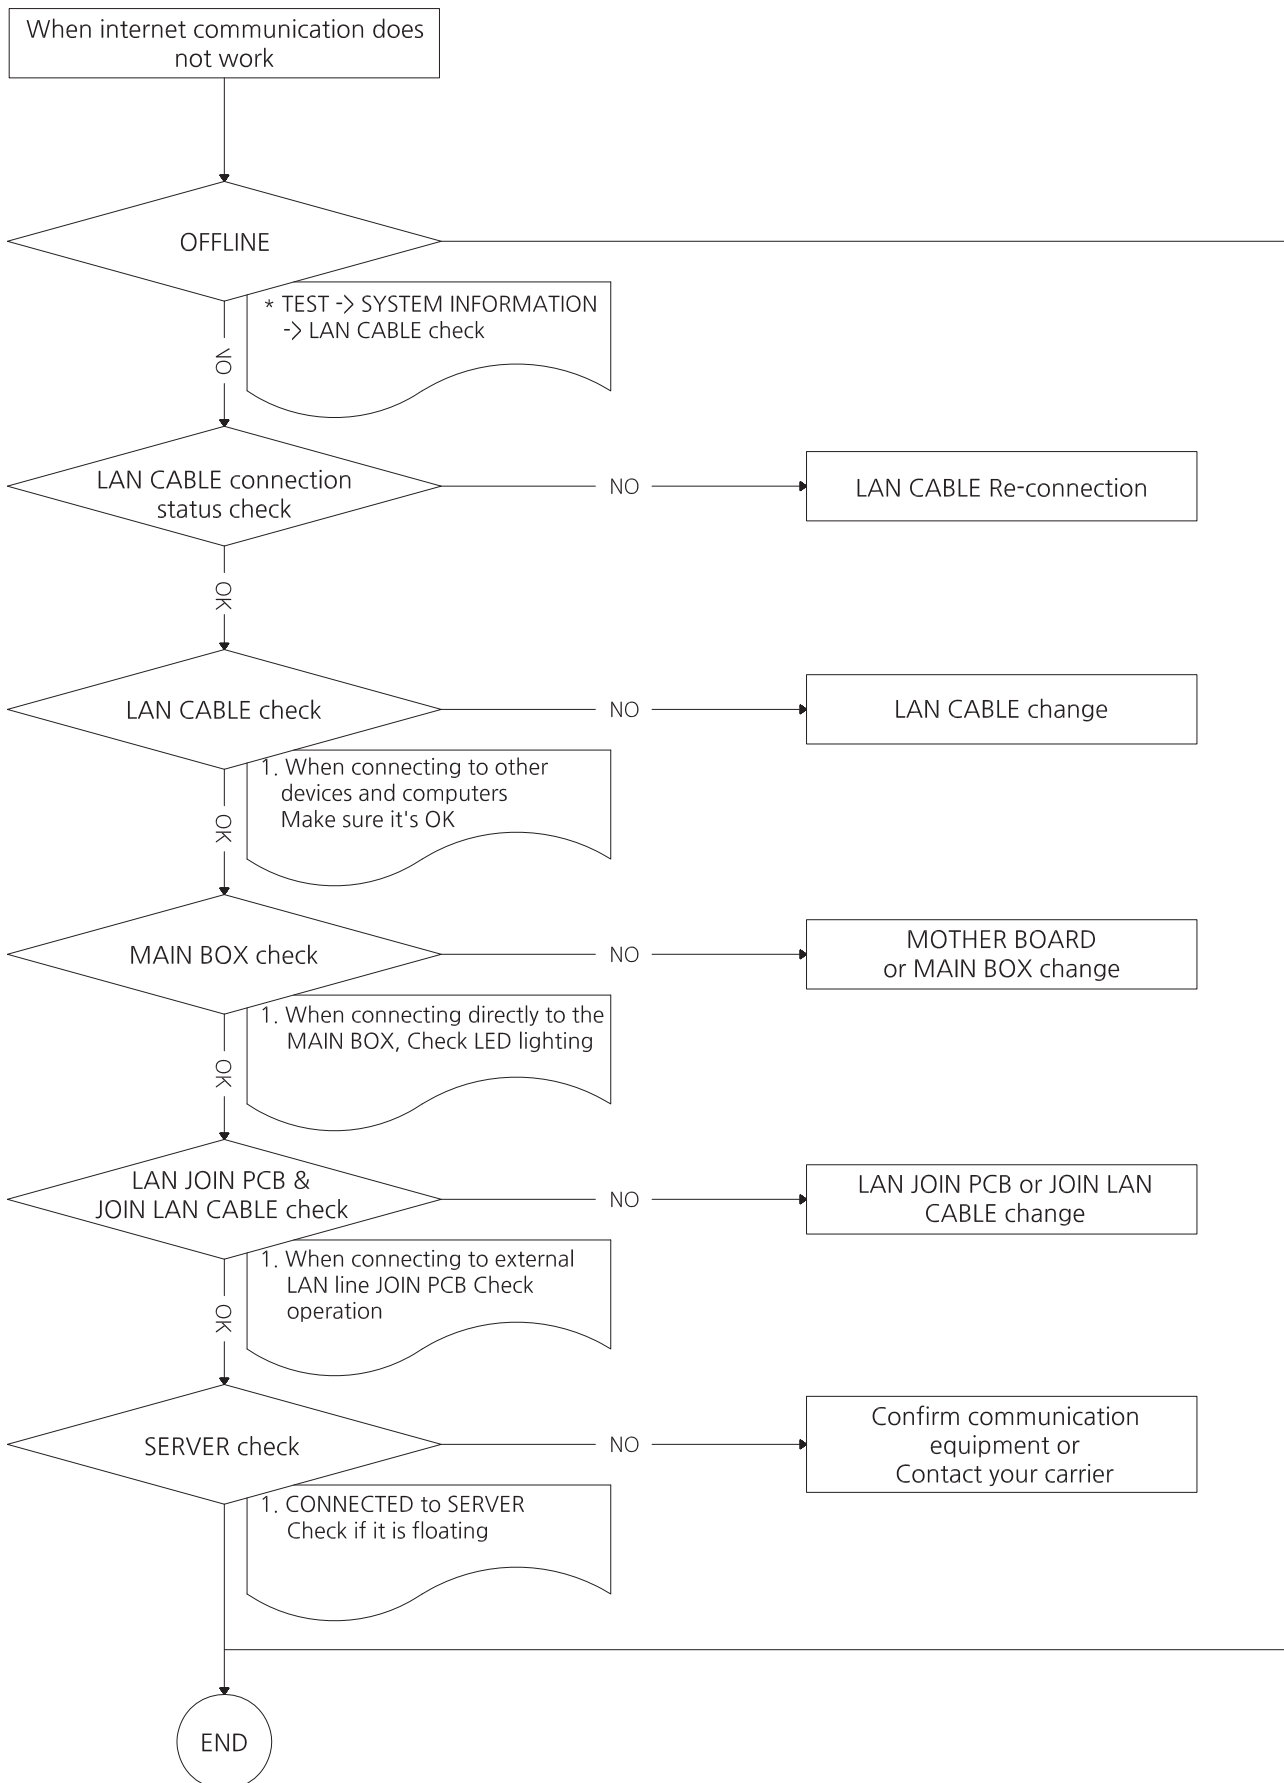 When internet communication does
not work
OFFLINE
* TEST -> SYSTEM INFORMATION
-> LAN CABLE check
NO
LAN CABLE connection
status check
NO
LAN CABLE Re-connection
OK
LAN CABLE check
NO
LAN CABLE change
1. When connecting to other
devices and computers
Make sure it's OK
OK
MAIN BOX check
NO
MOTHER BOARD
or MAIN BOX change
1. When connecting directly to the
MAIN BOX, Check LED lighting
OK
LAN JOIN PCB &
JOIN LAN CABLE check
NO
LAN JOIN PCB or JOIN LAN
CABLE change
1. When connecting to external
LAN line JOIN PCB Check
operation
OK
SERVER check
NO
Confirm communication
equipment or
Contact your carrier
1. CONNECTED to SERVER
Check if it is floating
END